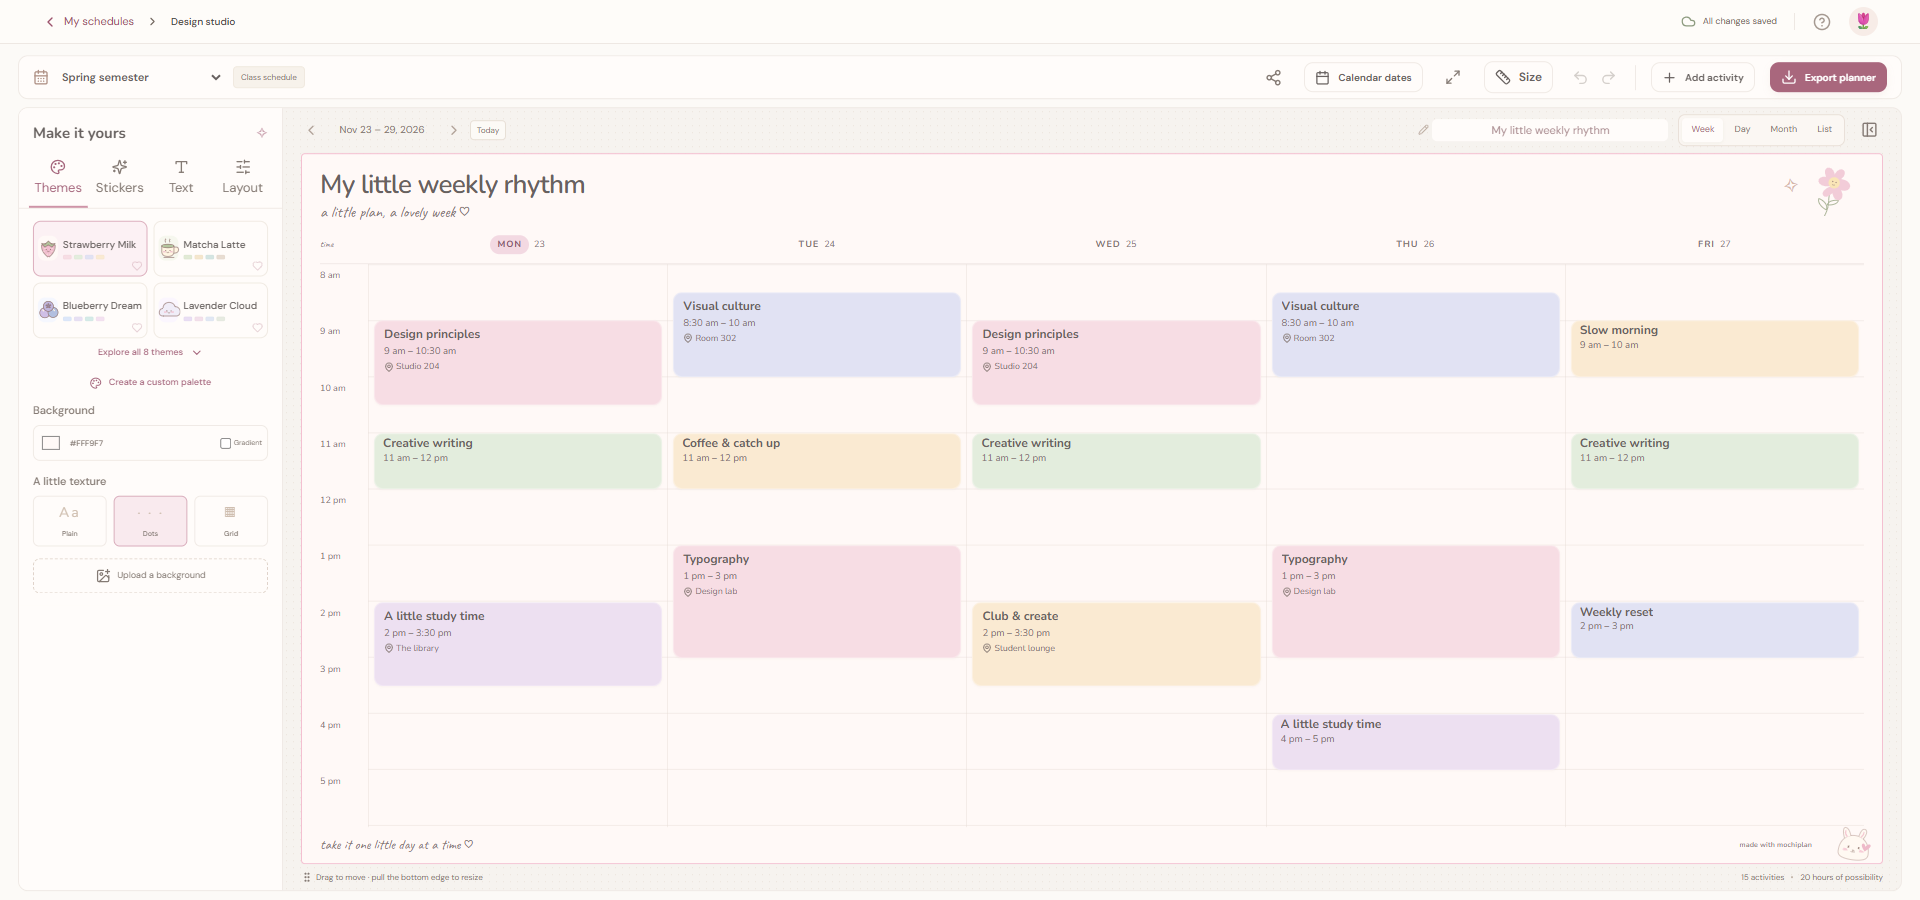 My schedules
Design studio
All changes saved
Spring semester
Class schedule
Calendar dates
Size
Add activity
Export planner
Make it yours
Themes
Stickers
Text
Layout
Strawberry Milk
Matcha Latte
Blueberry Dream
Lavender Cloud
Explore all 8 themes
Create a custom palette
Background
#FFF9F7
Gradient
A little texture
Aa
Plain
Dots
Grid
Upload a background
Nov 23 – 29, 2026
Today
My little weekly rhythm
Week
Day
Month
List
My little weekly rhythm
a little plan, a lovely week ♡
time
MON 23
TUE 24
WED 25
THU 26
FRI 27
8 am
9 am
10 am
11 am
12 pm
1 pm
2 pm
3 pm
4 pm
5 pm
Design principles
9 am – 10:30 am
Studio 204
Creative writing
11 am – 12 pm
A little study time
2 pm – 3:30 pm
The library
Visual culture
8:30 am – 10 am
Room 302
Coffee & catch up
11 am – 12 pm
Typography
1 pm – 3 pm
Design lab
Design principles
9 am – 10:30 am
Studio 204
Creative writing
11 am – 12 pm
Club & create
2 pm – 3:30 pm
Student lounge
Visual culture
8:30 am – 10 am
Room 302
Typography
1 pm – 3 pm
Design lab
A little study time
4 pm – 5 pm
Slow morning
9 am – 10 am
Creative writing
11 am – 12 pm
Weekly reset
2 pm – 3 pm
take it one little day at a time ♡
made with mochiplan
Drag to move · pull the bottom edge to resize
15 activities • 20 hours of possibility